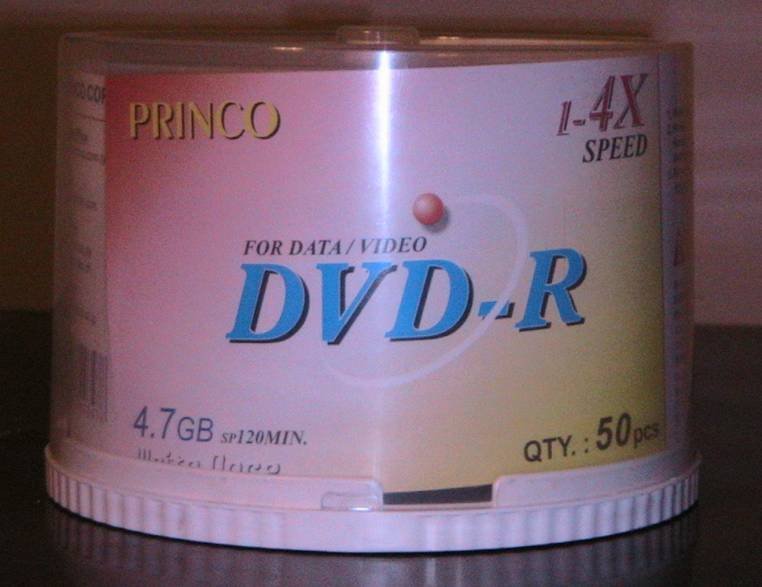 PRINCO
1-4X
SPEED
FOR DATA / VIDEO
DVD-R
4.7GB SP120MIN.
QTY. : 50pcs